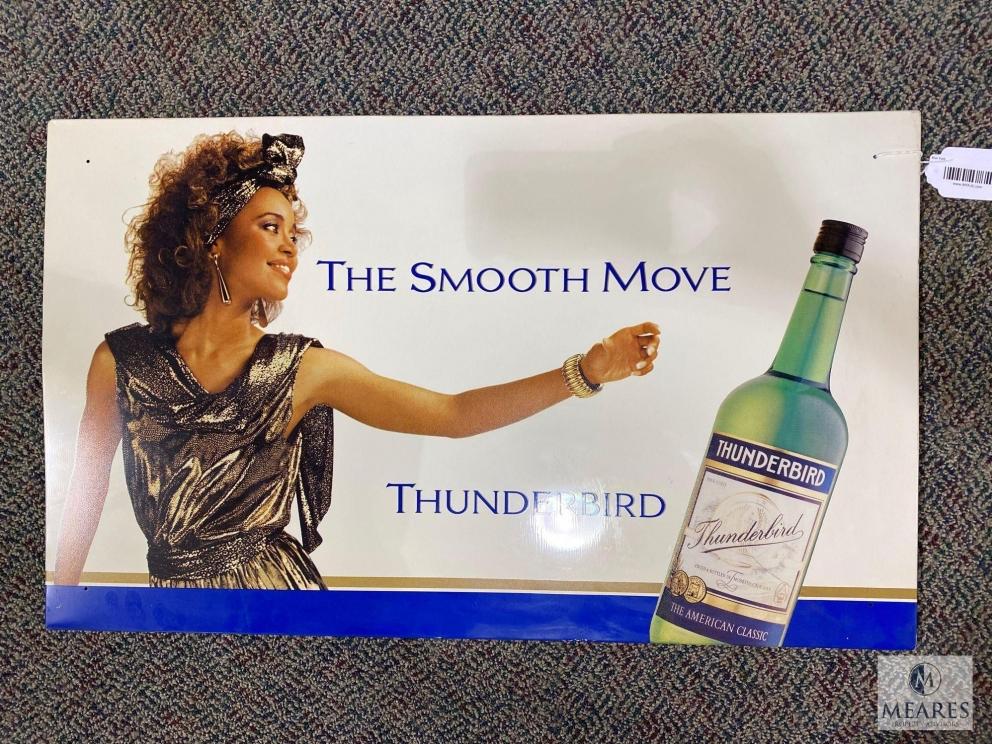 THE SMOOTH MOVE
THUNDERBIRD
THUNDERBIRD
Thunderbird
THE AMERICAN CLASSIC
M
MEARES